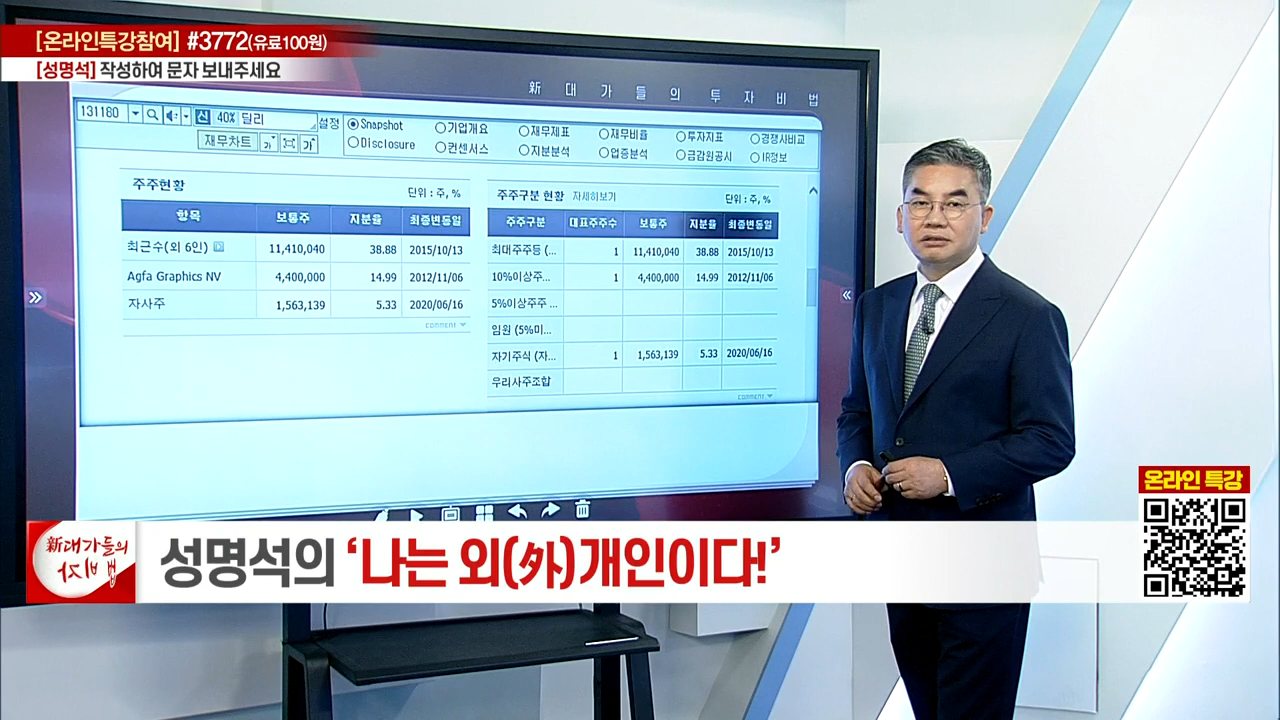 [온라인특강참여] #3772(유료100원)
[성명석] 작성하여 문자 보내주세요
新 대 가 들 의 투 자 비 법
131180 신 40% 딜리 설정
Snapshot 기업개요 재무제표 재무비율 투자지표 경쟁사비교
재무차트 가 가 Disclosure 컨센서스 지분분석 업종분석 금감원공시 IR정보
주주현황 단위 : 주, %
항목 보통주 지분율 최종변동일
최근수(외 6인) 11,410,040 38.88 2015/10/13
Agfa Graphics NV 4,400,000 14.99 2012/11/06
자사주 1,563,139 5.33 2020/06/16
COMMENT
주주구분 현황 자세히보기 단위 : 주, %
주주구분 대표주주수 보통주 지분율 최종변동일
최대주주등 (... 1 11,410,040 38.88 2015/10/13
10%이상주... 1 4,400,000 14.99 2012/11/06
5%이상주주 ...
임원 (5%미...
자기주식 (자... 1 1,563,139 5.33 2020/06/16
우리사주조합
COMMENT
온라인 특강
新대가들의
비법
성명석의 ‘나는 외(外)개인이다!’